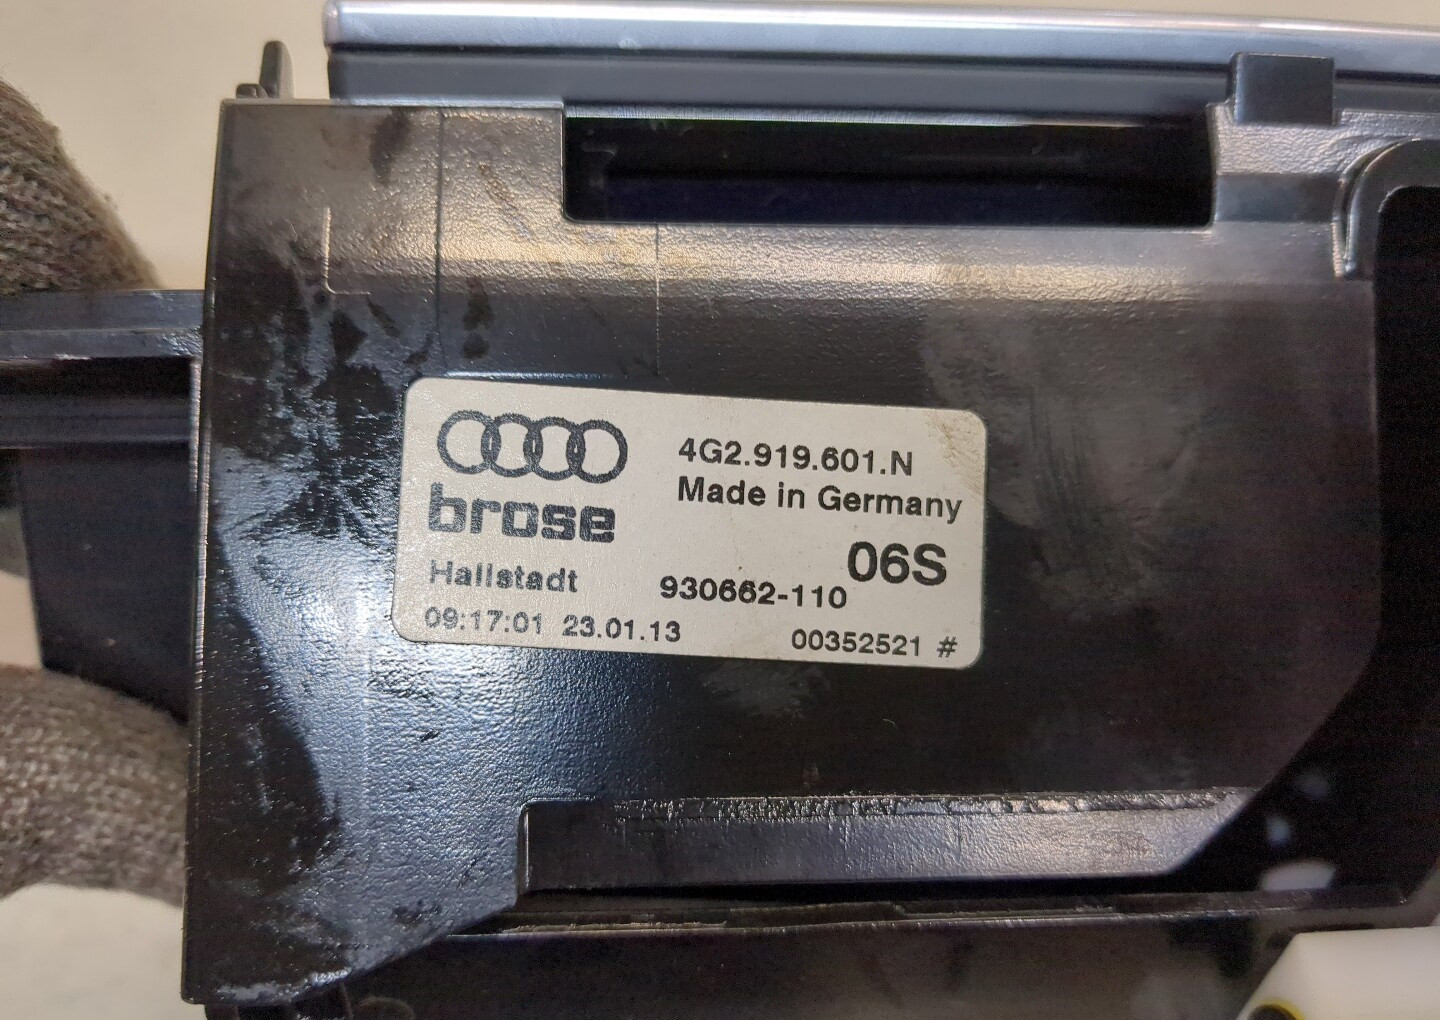 4G2.919.601.N
Made in Germany
brose
06S
Hallstadt 930662-110
09:17:01 23.01.13 00352521 #